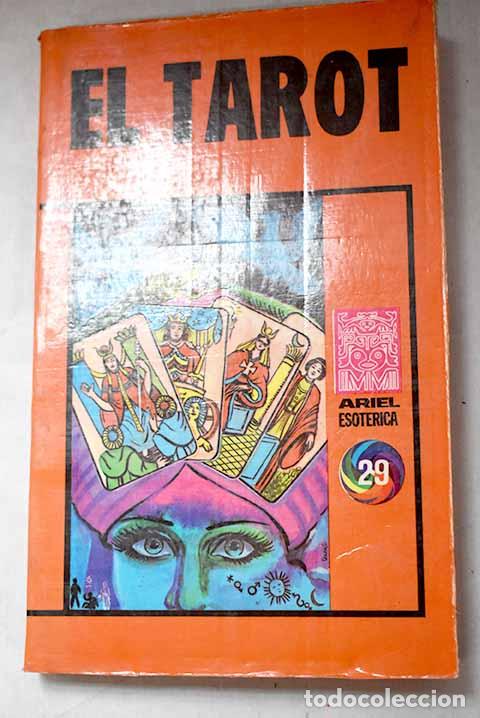 EL TAROT
ARIEL
ESOTERICA
29
todocoleccion